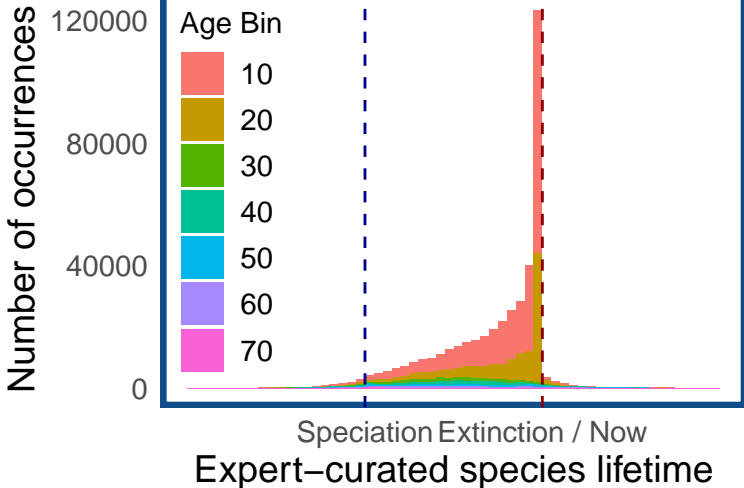 Number of occurrences
120000
80000
40000
0
Age Bin
10
20
30
40
50
60
70
Speciation Extinction / Now
Expert−curated species lifetime